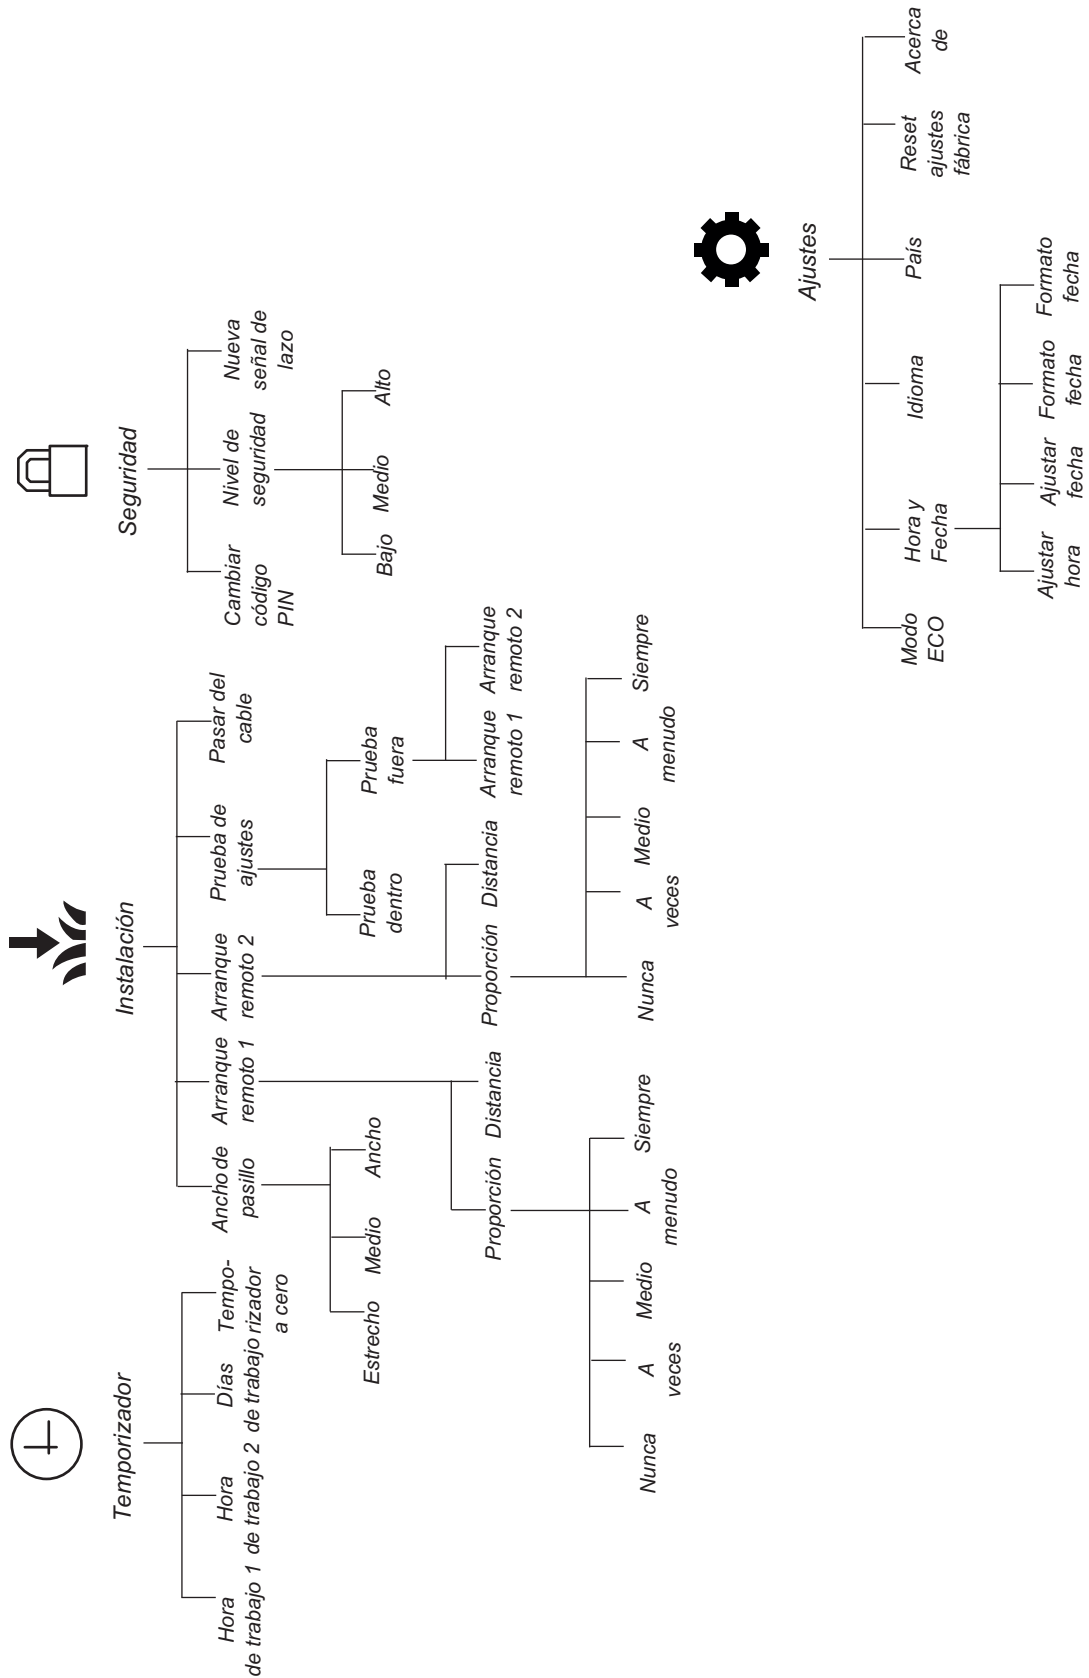 Temporizador
Hora
de trabajo 1
Hora
de trabajo 2
Días
de trabajo
Tempo-
rizador
a cero
Instalación
Ancho de
pasillo
Estrecho
Medio
Ancho
Arranque
remoto 1
Proporción
Distancia
Nunca
A
veces
Medio
A
menudo
Siempre
Arranque
remoto 2
Proporción
Distancia
Nunca
A
veces
Medio
A
menudo
Siempre
Prueba de
ajustes
Prueba
dentro
Prueba
fuera
Arranque
remoto 1
Arranque
remoto 2
Pasar del
cable
Seguridad
Cambiar
código
PIN
Nivel de
seguridad
Bajo
Medio
Alto
Nueva
señal de
lazo
Ajustes
Modo
ECO
Hora y
Fecha
Ajustar
hora
Ajustar
fecha
Formato
fecha
Formato
fecha
Idioma
País
Reset
ajustes
fábrica
Acerca
de